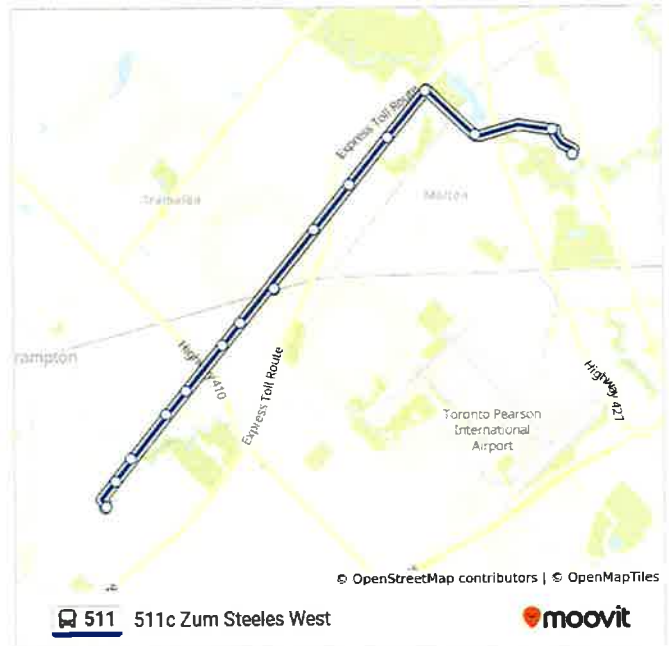 Express Toll Route
Bramalea
Malton
rampton
Highway 410
Express Toll Route
Highway 427
Toronto Pearson
International
Airport
© OpenStreetMap contributors | © OpenMapTiles
511 511c Zum Steeles West
moovit